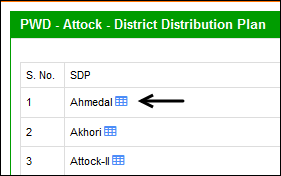 PWD - Attock - District Distribution Plan
S. No. SDP
1 Ahmedal
2 Akhori
3 Attock-II